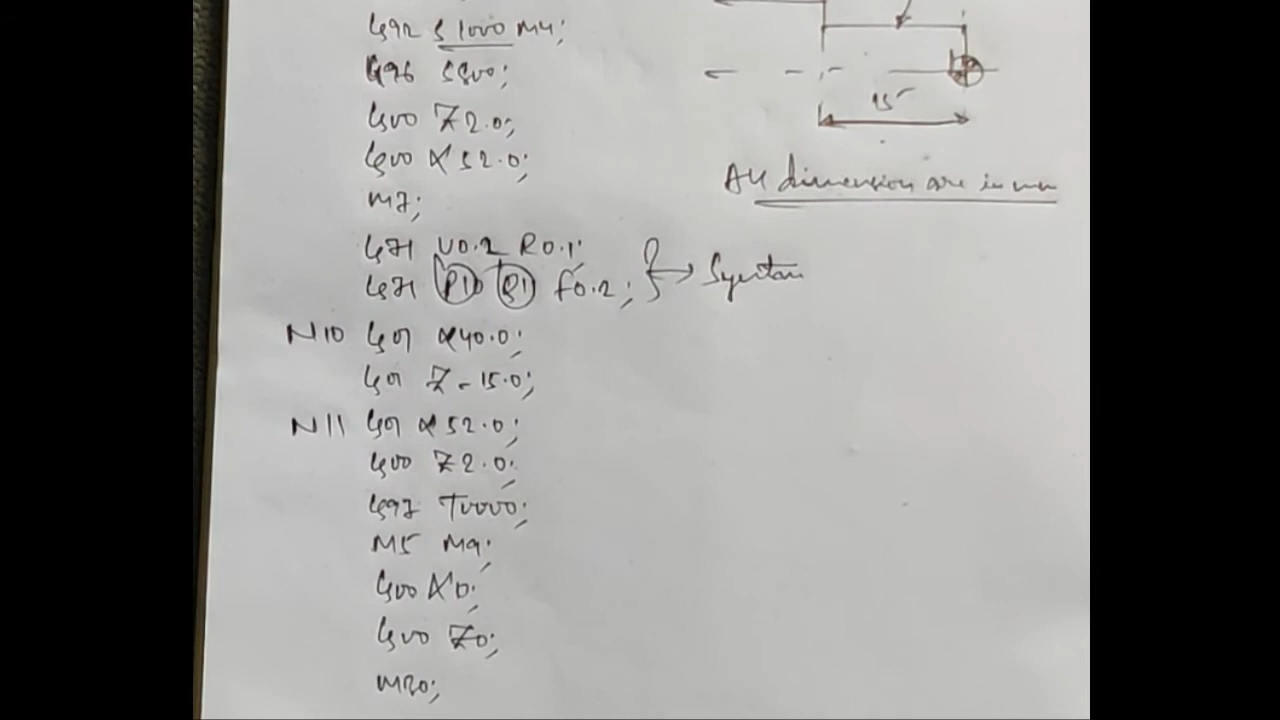 G92 S1000 M4;
G96 S800;
G00 Z2.0;
G00 X52.0;
M7;
G71 U0.2 R0.1;
G71 P10 Q11 F0.2;
N10 G01 X40.0;
G01 Z-15.0;
N11 G01 X52.0;
G00 Z2.0;
G97 T0000;
M5 M9;
G00 X0;
G00 Z0;
M30;
15
All dimension are in mm